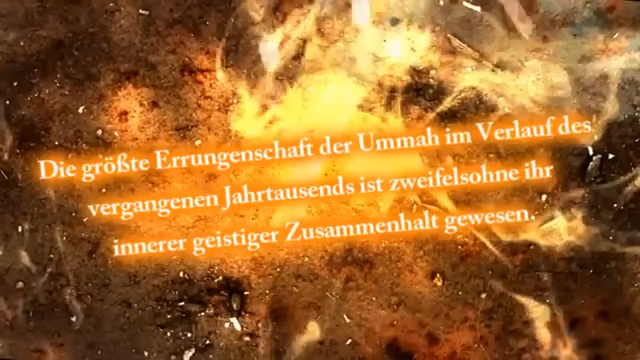 Die größte Errungenschaft der Ummah im Verlauf des
vergangenen Jahrtausends ist zweifelsohne ihr
innerer geistiger Zusammenhalt gewesen.